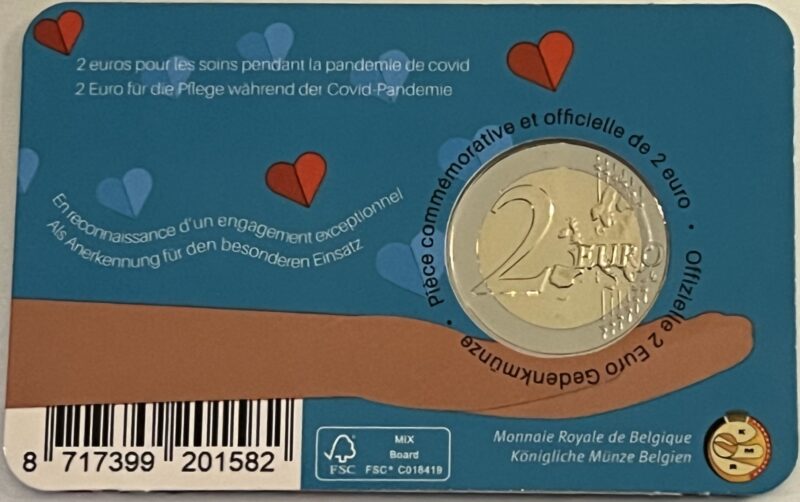 2 euros pour les soins pendant la pandemie de covid
2 Euro für die Pflege während der Covid-Pandemie
En reconnaissance d'un engagement exceptionnel
Als Anerkennung für den besonderen Einsatz
Pièce commémorative et officielle de 2 euro • Offizielle 2 Euro Gedenkmünze •
2 EURO
8 717399 201582
FSC
MIX
Board
FSC® C018419
Monnaie Royale de Belgique
Königliche Münze Belgien
K
M
R
B